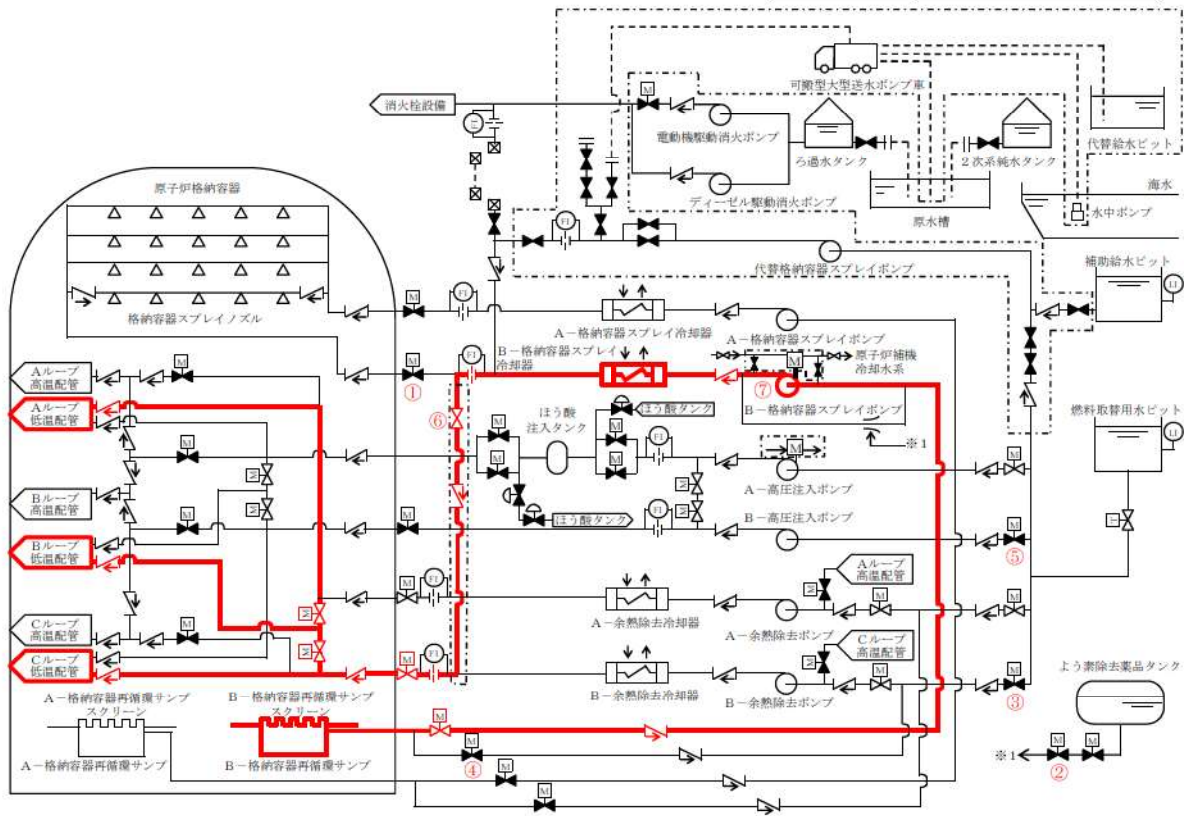 可搬型大型送水ポンプ車
消火栓設備
FI
M
電動機駆動消火ポンプ
ろ過水タンク
2次系純水タンク
代替給水ピット
ディーゼル駆動消火ポンプ
原水槽
海水
水中ポンプ
原子炉格納容器
FI
代替格納容器スプレイポンプ
補助給水ピット
LI
格納容器スプレイノズル
M
FI
A-格納容器スプレイ冷却器
A-格納容器スプレイポンプ
B-格納容器スプレイ
冷却器
M
原子炉補機
冷却水系
M
①
FI
⑦
⑥
B-格納容器スプレイポンプ
※1
燃料取替用水ピット
LI
Aループ
高温配管
M
Aループ
低温配管
ほう酸
注入タンク
ほう酸タンク
M
M
M
M
M
FI
M
M
M
A-高圧注入ポンプ
M
Bループ
高温配管
M
M
M
M
ほう酸タンク
FI
M
B-高圧注入ポンプ
M
⑤
T
Bループ
低温配管
Aループ
高温配管
M
FI
M
M
A-余熱除去冷却器
A-余熱除去ポンプ
M
Cループ
高温配管
M
Cループ
高温配管
M
Cループ
低温配管
M
FI
M
M
B-余熱除去冷却器
B-余熱除去ポンプ
③
よう素除去薬品タンク
A-格納容器再循環サンプ
スクリーン
B-格納容器再循環サンプ
スクリーン
M
A-格納容器再循環サンプ
B-格納容器再循環サンプ
M
④
※1
M
M
②
M
M